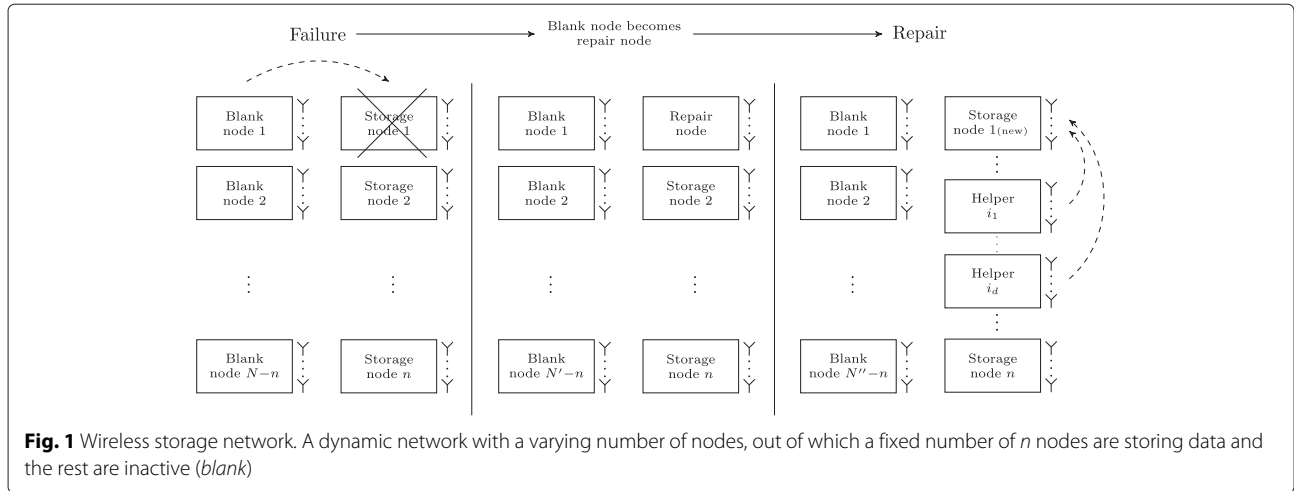 Failure
Blank node becomes
repair node
Repair
Blank
node 1
Storage
node 1
Blank
node 1
Repair
node
Blank
node 1
Storage
node 1(new)
⋮
Blank
node 2
Storage
node 2
Blank
node 2
Storage
node 2
Blank
node 2
Helper
i₁
⋮
Helper
i_d
⋮
⋮
⋮
⋮
⋮
⋮
Blank
node N−n
Storage
node n
Blank
node N′−n
Storage
node n
Blank
node N″−n
Storage
node n
Fig. 1 Wireless storage network. A dynamic network with a varying number of nodes, out of which a fixed number of n nodes are storing data and
the rest are inactive (blank)